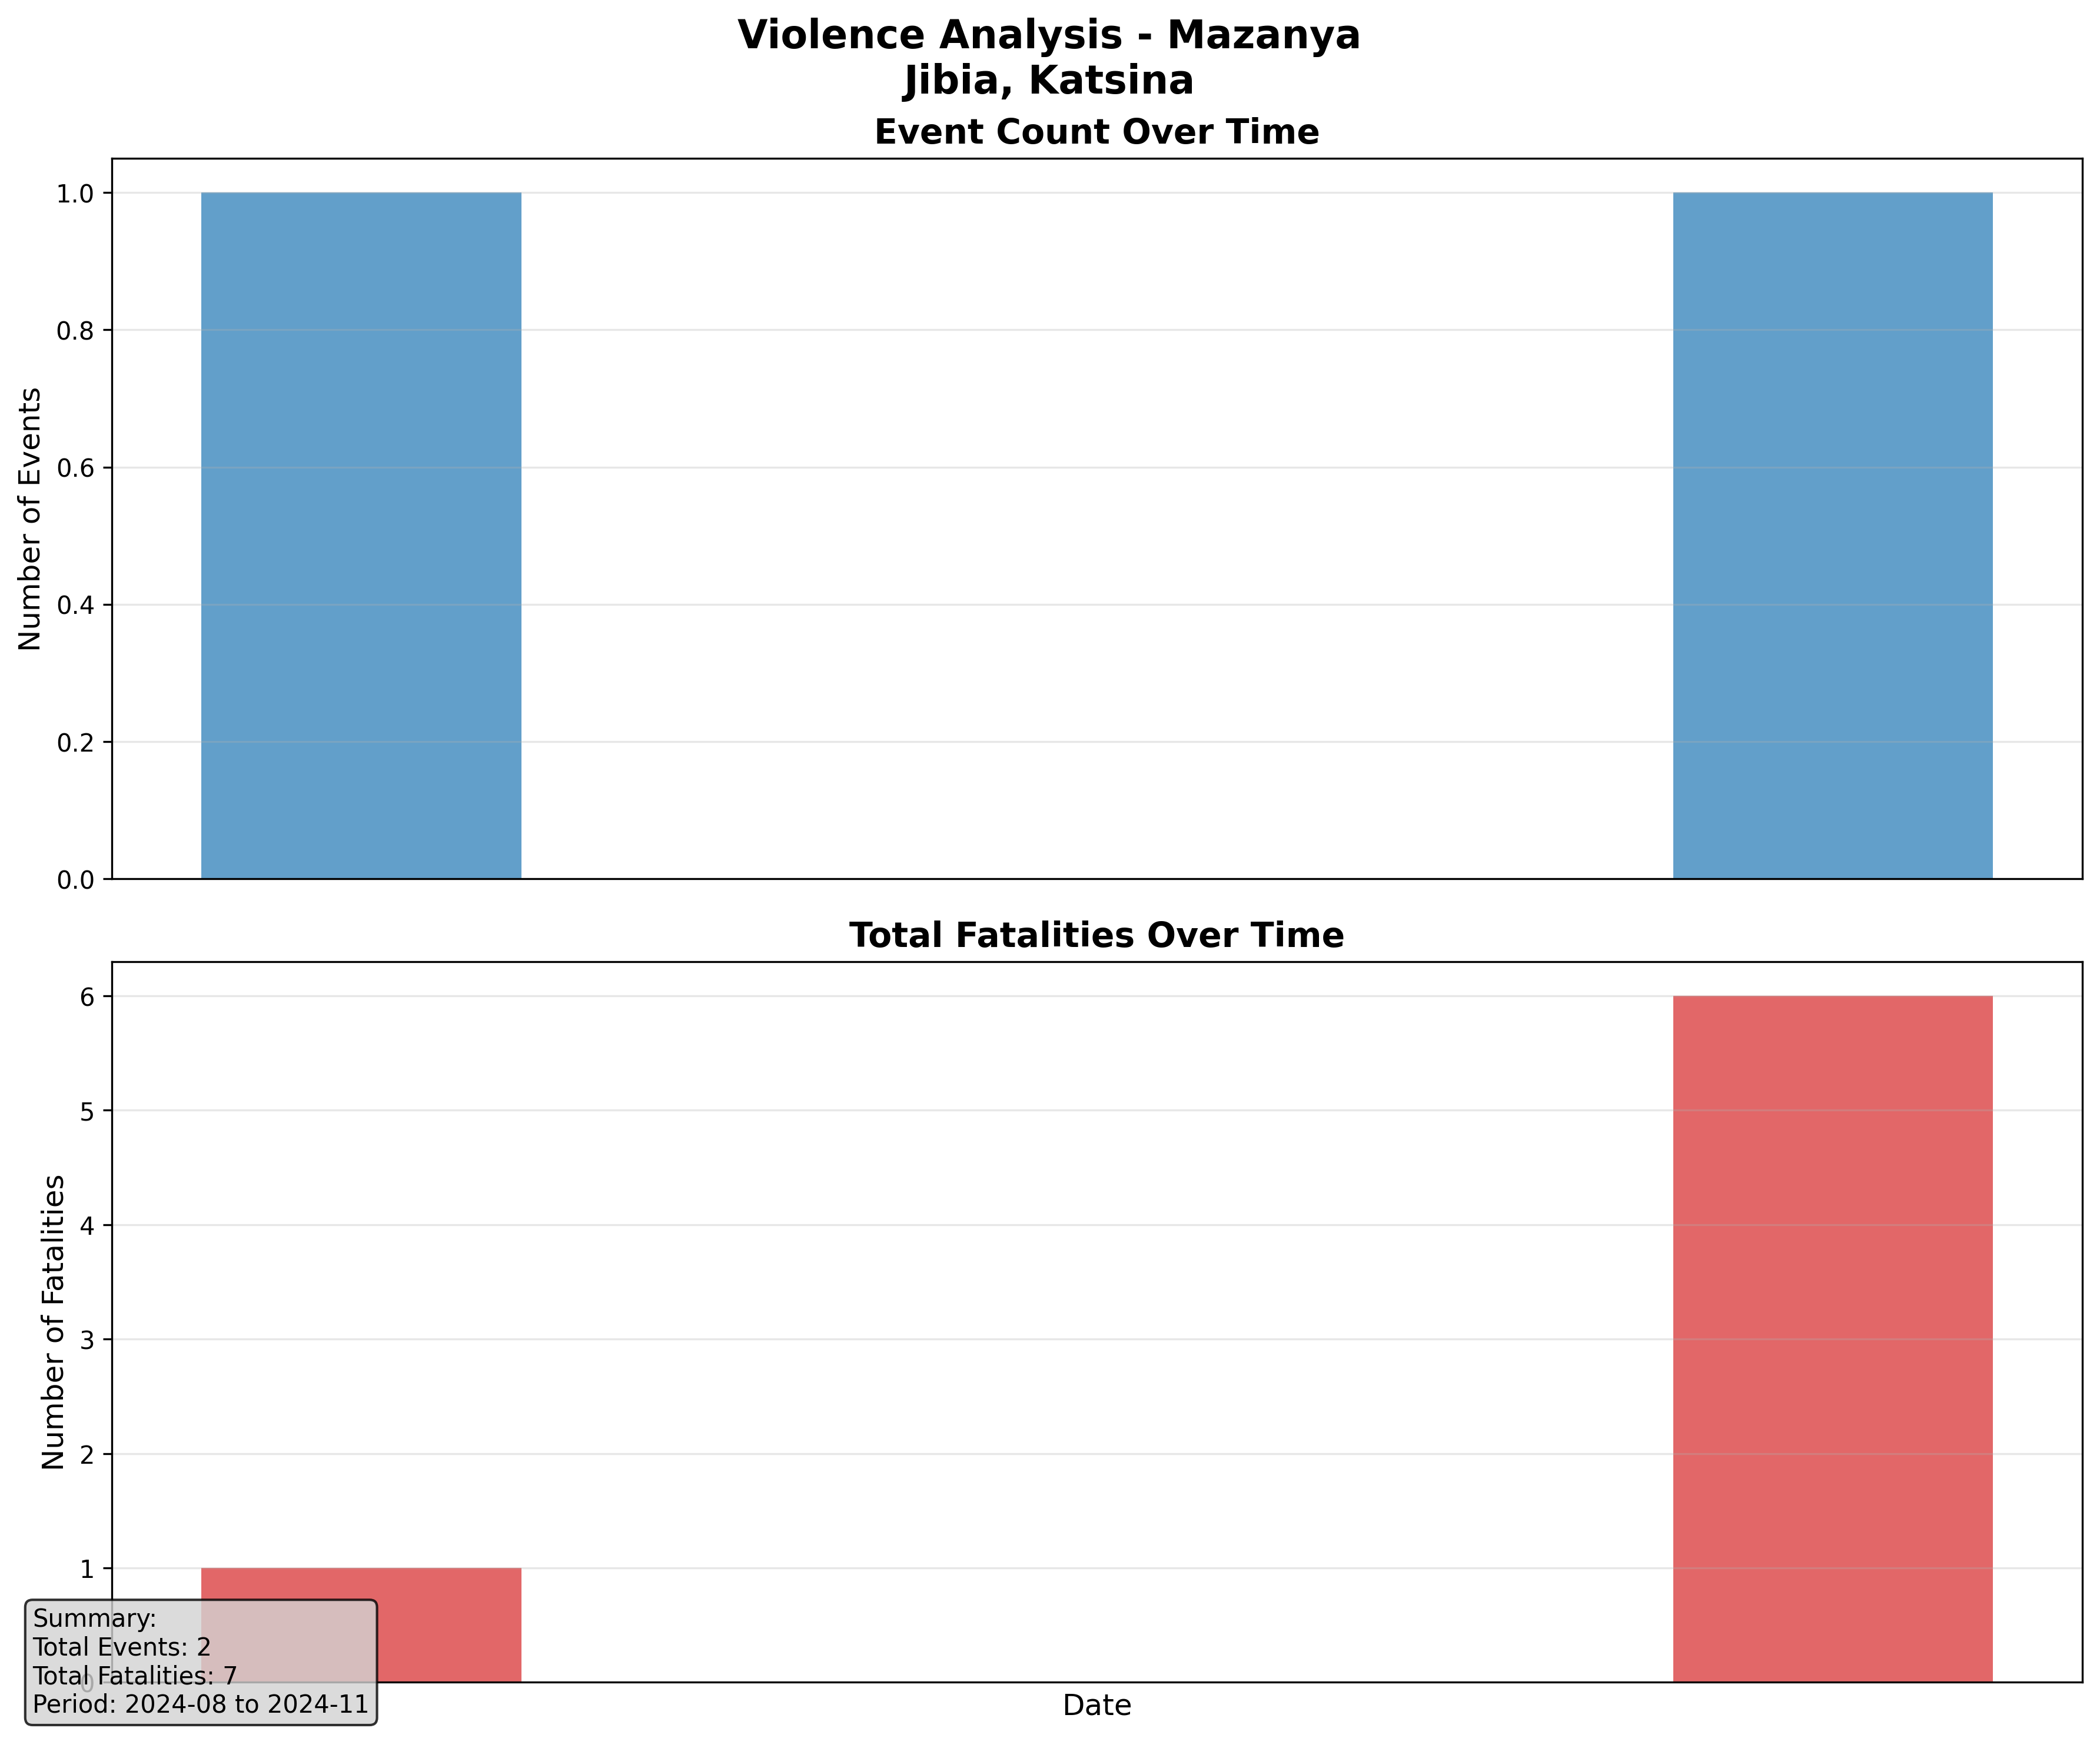 Violence Analysis - Mazanya
Jibia, Katsina
Event Count Over Time
Number of Events
1.0
0.8
0.6
0.4
0.2
0.0
Total Fatalities Over Time
Number of Fatalities
6
5
4
3
2
1
0
Summary:
Total Events: 2
Total Fatalities: 7
Period: 2024-08 to 2024-11
Date